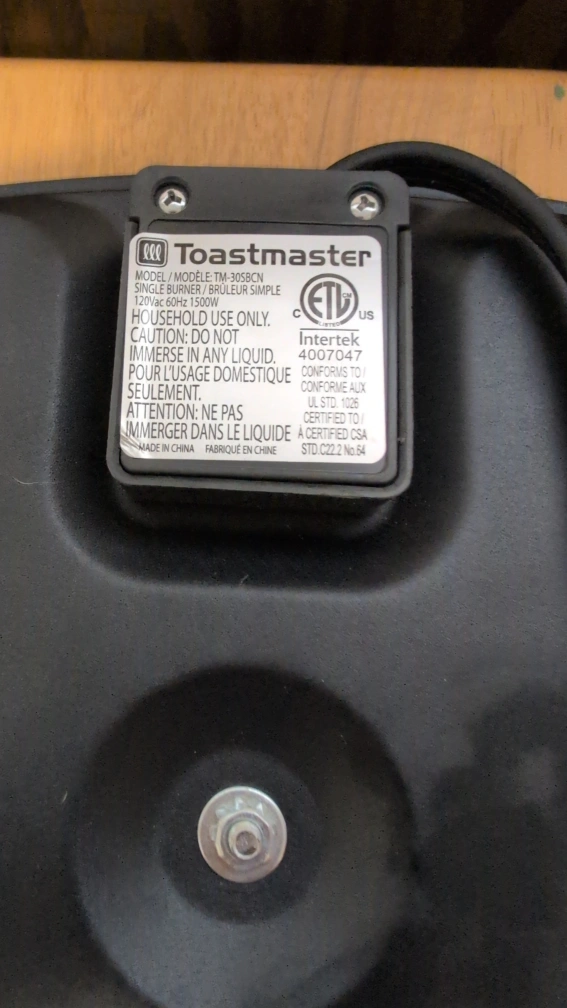 Toastmaster
MODEL / MODÈLE: TM-30SBCN
SINGLE BURNER / BRÛLEUR SIMPLE
120Vac 60Hz 1500W
HOUSEHOLD USE ONLY.
CAUTION: DO NOT
IMMERSE IN ANY LIQUID.
POUR L'USAGE DOMESTIQUE
SEULEMENT.
ATTENTION: NE PAS
IMMERGER DANS LE LIQUIDE
MADE IN CHINA FABRIQUÉ EN CHINE
ETL CM
C US
LISTED
Intertek
4007047
CONFORMS TO /
CONFORME AUX
UL STD. 1026
CERTIFIED TO /
À CERTIFIED CSA
STD.C22.2 No.64